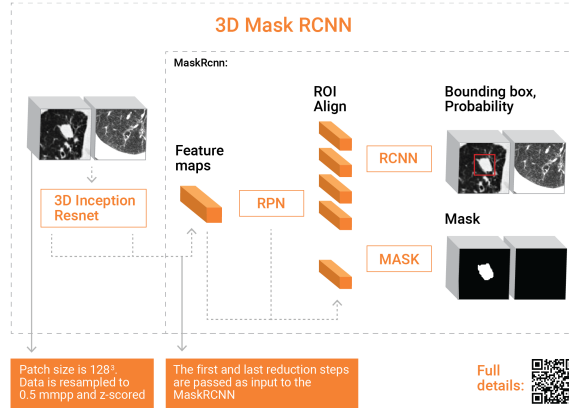 3D Mask RCNN
MaskRcnn:
ROI
Align
Bounding box,
Probability
Feature
maps
RCNN
3D Inception
Resnet
RPN
Mask
MASK
Patch size is 128³.
Data is resampled to
0.5 mmpp and z-scored
The first and last reduction steps
are passed as input to the
MaskRCNN
Full
details: